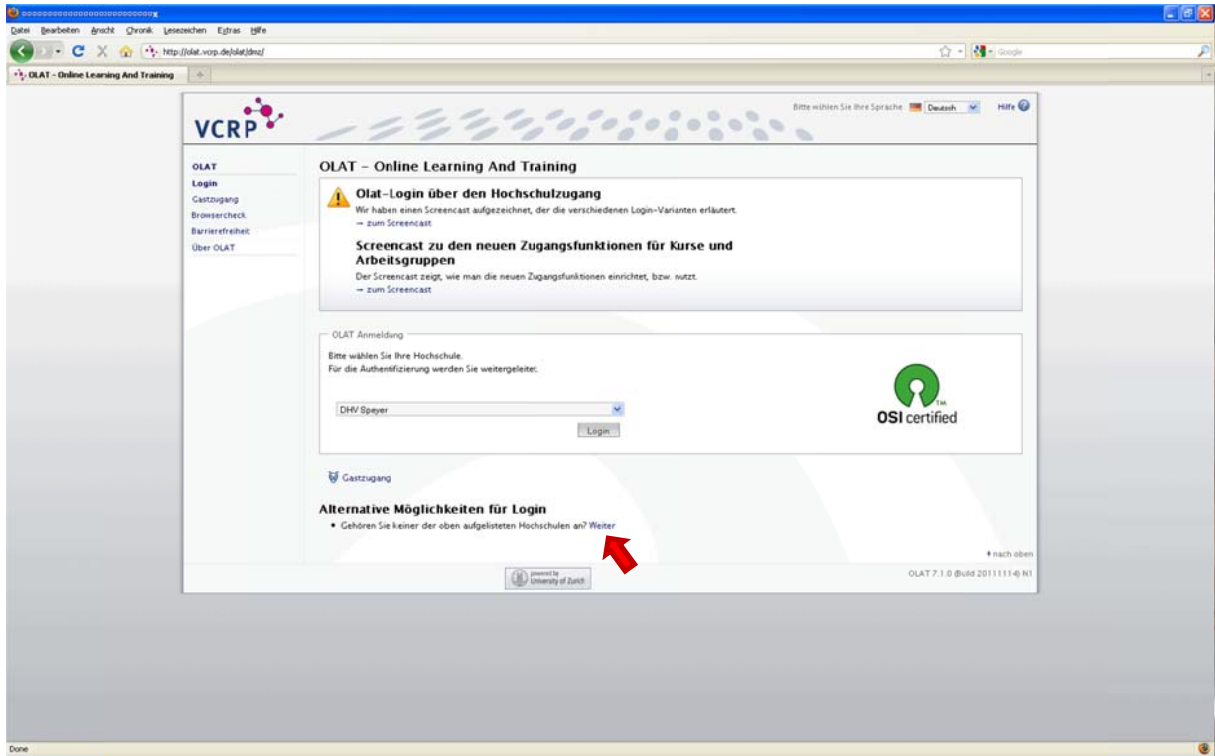 Datei Bearbeiten Ansicht Chronik Lesezeichen Extras Hilfe
http://olat.vcrp.de/olat/dmz/
Google
OLAT - Online Learning And Training
VCRP
Bitte wählen Sie Ihre Sprache Deutsch Hilfe
OLAT
Login
Gastzugang
Browsercheck
Barrierefreiheit
Über OLAT
OLAT - Online Learning And Training
Olat-Login über den Hochschulzugang
Wir haben einen Screencast aufgezeichnet, der die verschiedenen Login-Varianten erläutert.
→ zum Screencast
Screencast zu den neuen Zugangsfunktionen für Kurse und
Arbeitsgruppen
Der Screencast zeigt, wie man die neuen Zugangsfunktionen einrichtet, bzw. nutzt.
→ zum Screencast
OLAT Anmeldung
Bitte wählen Sie Ihre Hochschule.
Für die Authentifizierung werden Sie weitergeleitet.
DHV Speyer
Login
TM
OSI certified
Gastzugang
Alternative Möglichkeiten für Login
• Gehören Sie keiner der oben aufgelisteten Hochschulen an? Weiter
nach oben
powered by
University of Zurich
OLAT 7.1.0 (Build 20111114) N1
Done